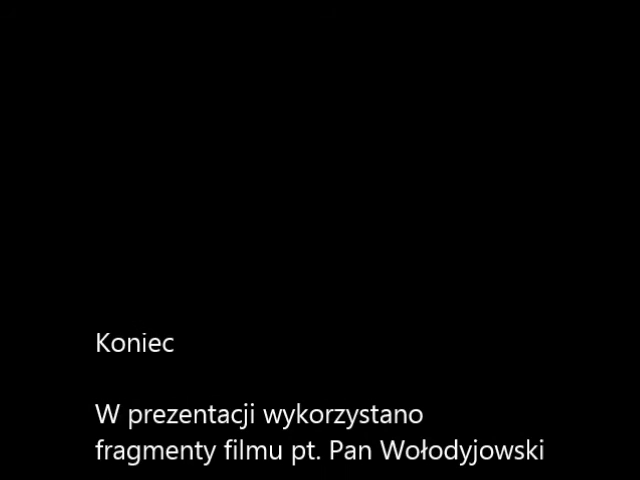 Koniec
W prezentacji wykorzystano
fragmenty filmu pt. Pan Wołodyjowski